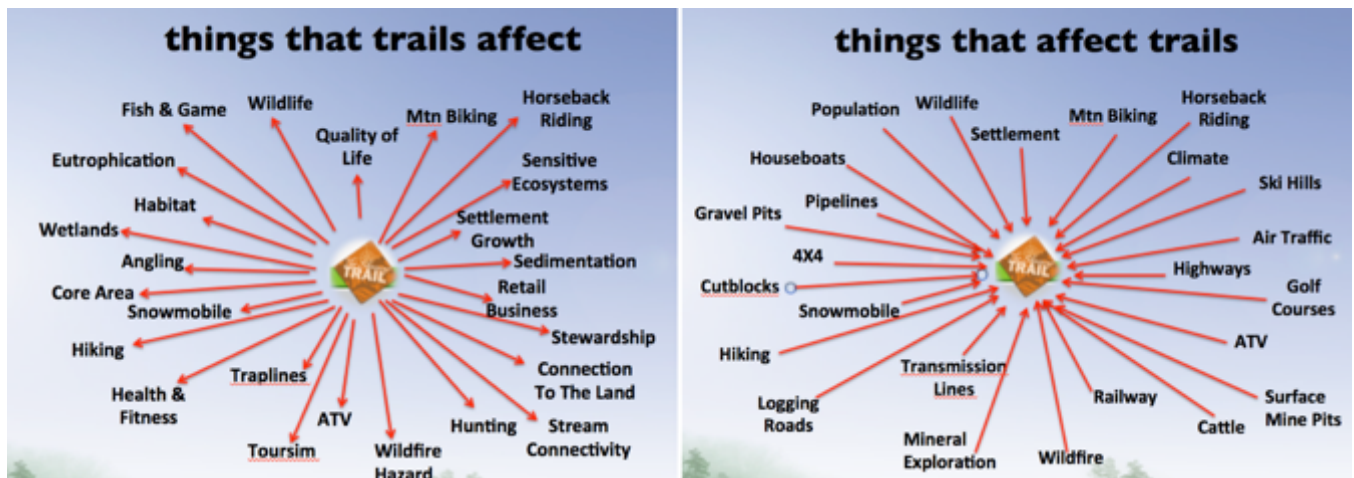 things that trails affect
Fish & Game
Wildlife
Quality of
Life
Mtn Biking
Horseback
Riding
Eutrophication
Sensitive
Ecosystems
Habitat
Wetlands
Settlement
Growth
Angling
Sedimentation
Core Area
Retail
Business
Snowmobile
Stewardship
Hiking
Connection
To The Land
Traplines
Health &
Fitness
ATV
Hunting
Stream
Connectivity
Toursim
Wildfire
Hazard
TRAIL
things that affect trails
Population
Wildlife
Settlement
Mtn Biking
Horseback
Riding
Houseboats
Climate
Ski Hills
Pipelines
Gravel Pits
Air Traffic
4X4
Highways
Cutblocks
Golf
Courses
Snowmobile
ATV
Hiking
Transmission
Lines
Railway
Surface
Mine Pits
Logging
Roads
Cattle
Mineral
Exploration
Wildfire
TRAIL